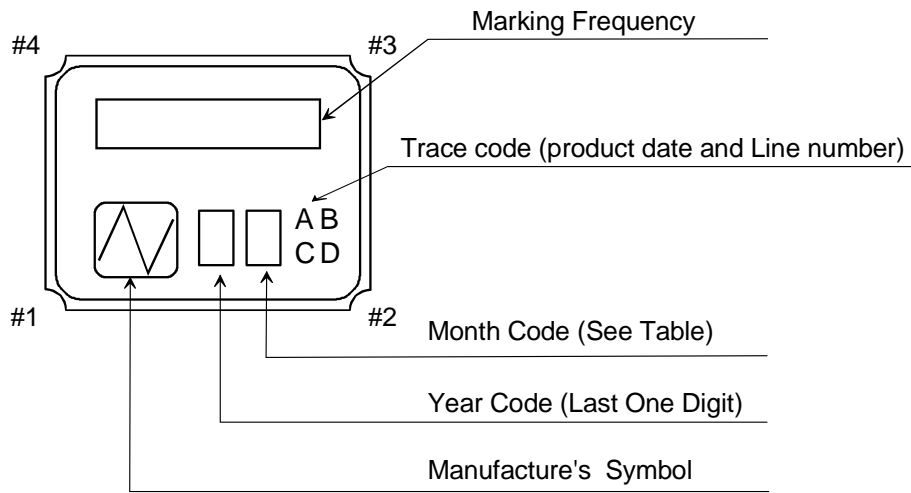 Marking Frequency
#4
#3
Trace code (product date and Line number)
A B
C D
#1
#2
Month Code (See Table)
Year Code (Last One Digit)
Manufacture's Symbol